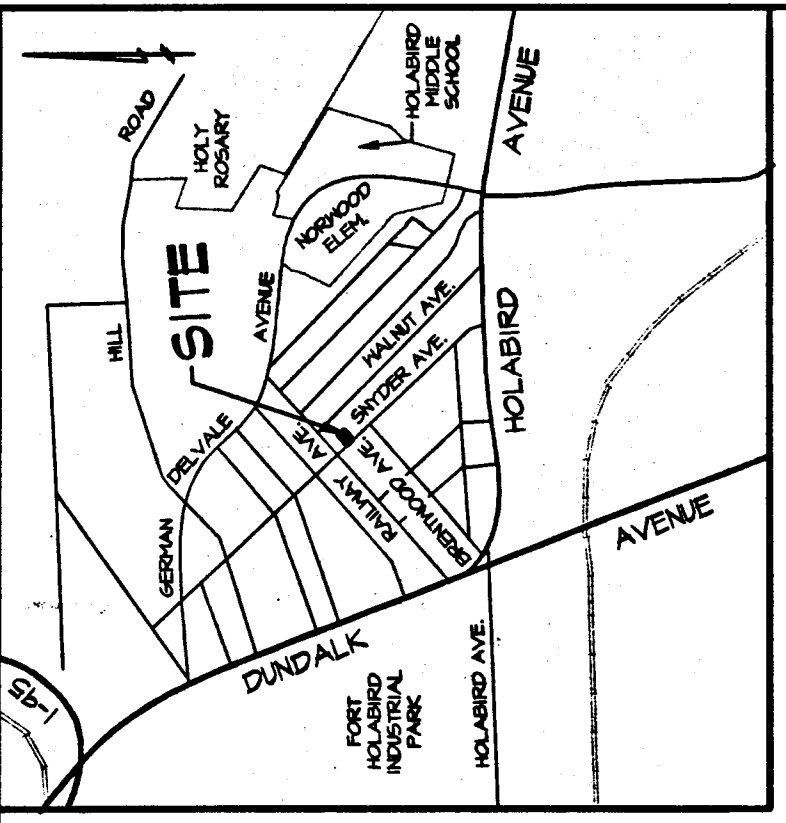 ROAD
HOLY
ROSARY
HOLABIRD
MIDDLE
SCHOOL
AVENUE
NORWOOD
ELEM.
HILL
SITE
AVENUE
DELVALE
GERMAN
WALNUT AVE.
SNYDER AVE.
AVE.
RAILWAY
BRENTWOOD AVE.
HOLABIRD
DUNDALK
AVENUE
FORT
HOLABIRD
INDUSTRIAL
PARK
HOLABIRD AVE.
I-95